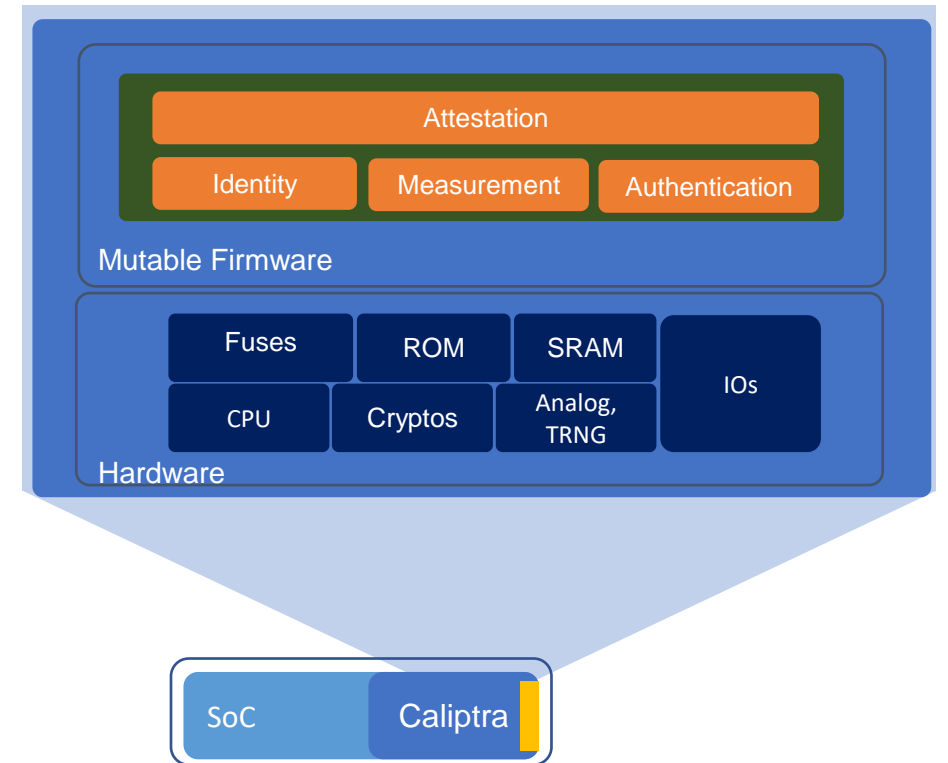 Attestation
Identity
Measurement
Authentication
Mutable Firmware
Fuses
ROM
SRAM
IOs
CPU
Cryptos
Analog,
TRNG
Hardware
SoC
Caliptra